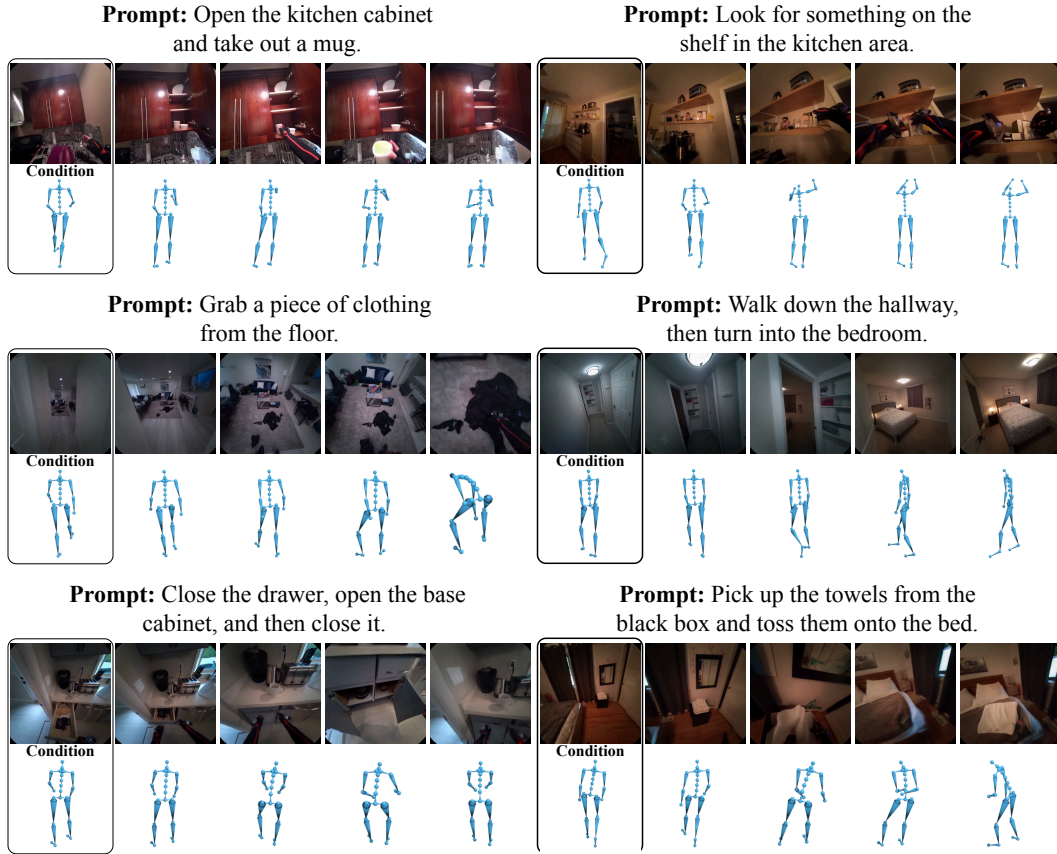 Prompt: Open the kitchen cabinet
and take out a mug.
Condition
Prompt: Look for something on the
shelf in the kitchen area.
Condition
Prompt: Grab a piece of clothing
from the floor.
Condition
Prompt: Walk down the hallway,
then turn into the bedroom.
Condition
Prompt: Close the drawer, open the base
cabinet, and then close it.
Condition
Prompt: Pick up the towels from the
black box and toss them onto the bed.
Condition